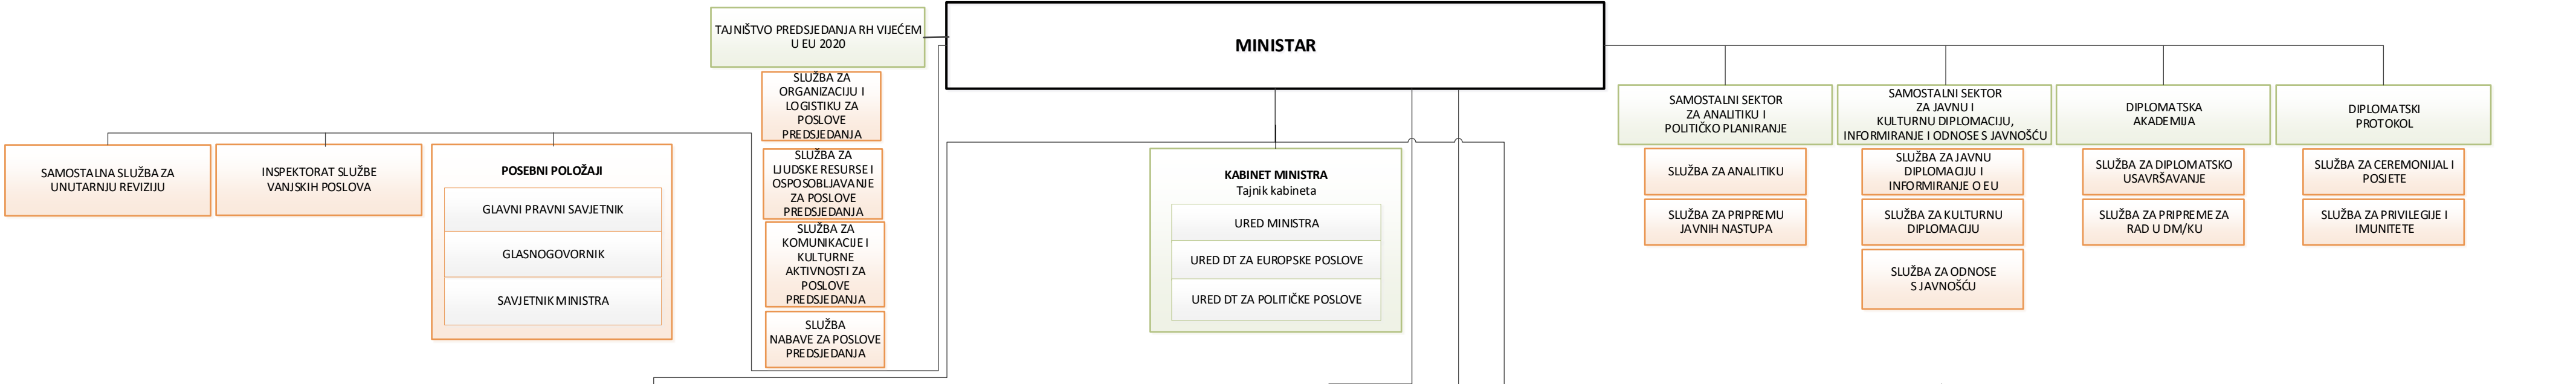 TAJNIŠTVO PREDSJEDANJA RH VIJEĆEM
U EU 2020
SLUŽBA ZA
ORGANIZACIJU I
LOGISTIKU ZA
POSLOVE
PREDSJEDANJA
SLUŽBA ZA
LJUDSKE RESURSE I
OSPOSOBLJAVANJE
ZA POSLOVE
PREDSJEDANJA
SLUŽBA ZA
KOMUNIKACIJE I
KULTURNE
AKTIVNOSTI ZA
POSLOVE
PREDSJEDANJA
SLUŽBA
NABAVE ZA POSLOVE
PREDSJEDANJA
MINISTAR
SAMOSTALNA SLUŽBA ZA
UNUTARNJU REVIZIJU
INSPEKTORAT SLUŽBE
VANJSKIH POSLOVA
POSEBNI POLOŽAJI
GLAVNI PRAVNI SAVJETNIK
GLASNOGOVORNIK
SAVJETNIK MINISTRA
KABINET MINISTRA
Tajnik kabineta
URED MINISTRA
URED DT ZA EUROPSKE POSLOVE
URED DT ZA POLITIČKE POSLOVE
SAMOSTALNI SEKTOR
ZA ANALITIKU I
POLITIČKO PLANIRANJE
SLUŽBA ZA ANALITIKU
SLUŽBA ZA PRIPREMU
JAVNIH NASTUPA
SAMOSTALNI SEKTOR
ZA JAVNU I
KULTURNU DIPLOMACIJU,
INFORMIRANJE I ODNOSE S JAVNOŠĆU
SLUŽBA ZA JAVNU
DIPLOMACIJU I
INFORMIRANJE O EU
SLUŽBA ZA KULTURNU
DIPLOMACIJU
SLUŽBA ZA ODNOSE
S JAVNOŠĆU
DIPLOMATSKA
AKADEMIJA
SLUŽBA ZA DIPLOMATSKO
USAVRŠAVANJE
SLUŽBA ZA PRIPREME ZA
RAD U DM/KU
DIPLOMATSKI
PROTOKOL
SLUŽBA ZA CEREMONIJAL I
POSJETE
SLUŽBA ZA PRIVILEGIJE I
IMUNITETE